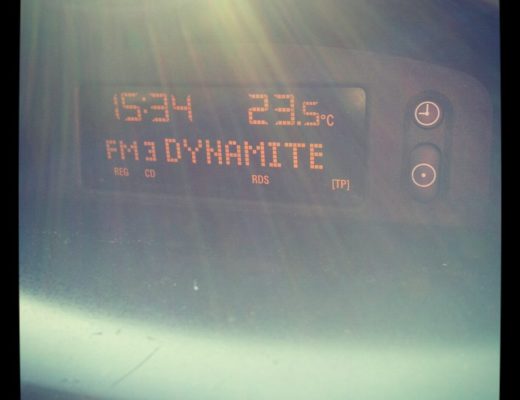 15:34 23.5°C
FM3 DYNAMITE
REG CD RDS [TP]